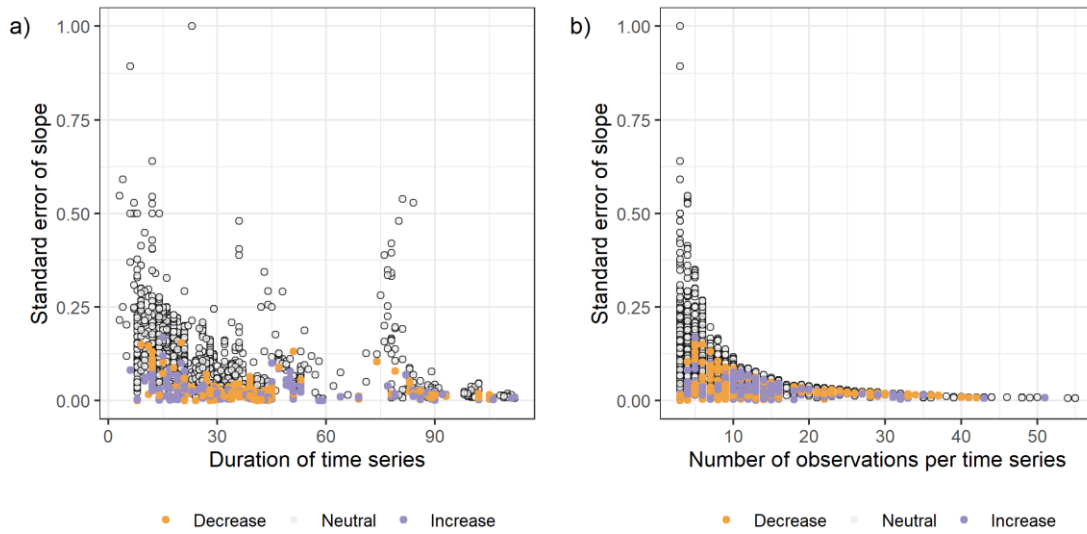 a)
1.00
0.75
0.50
0.25
0.00
Standard error of slope
0 30 60 90
Duration of time series
Decrease Neutral Increase
b)
1.00
0.75
0.50
0.25
0.00
Standard error of slope
10 20 30 40 50
Number of observations per time series
Decrease Neutral Increase